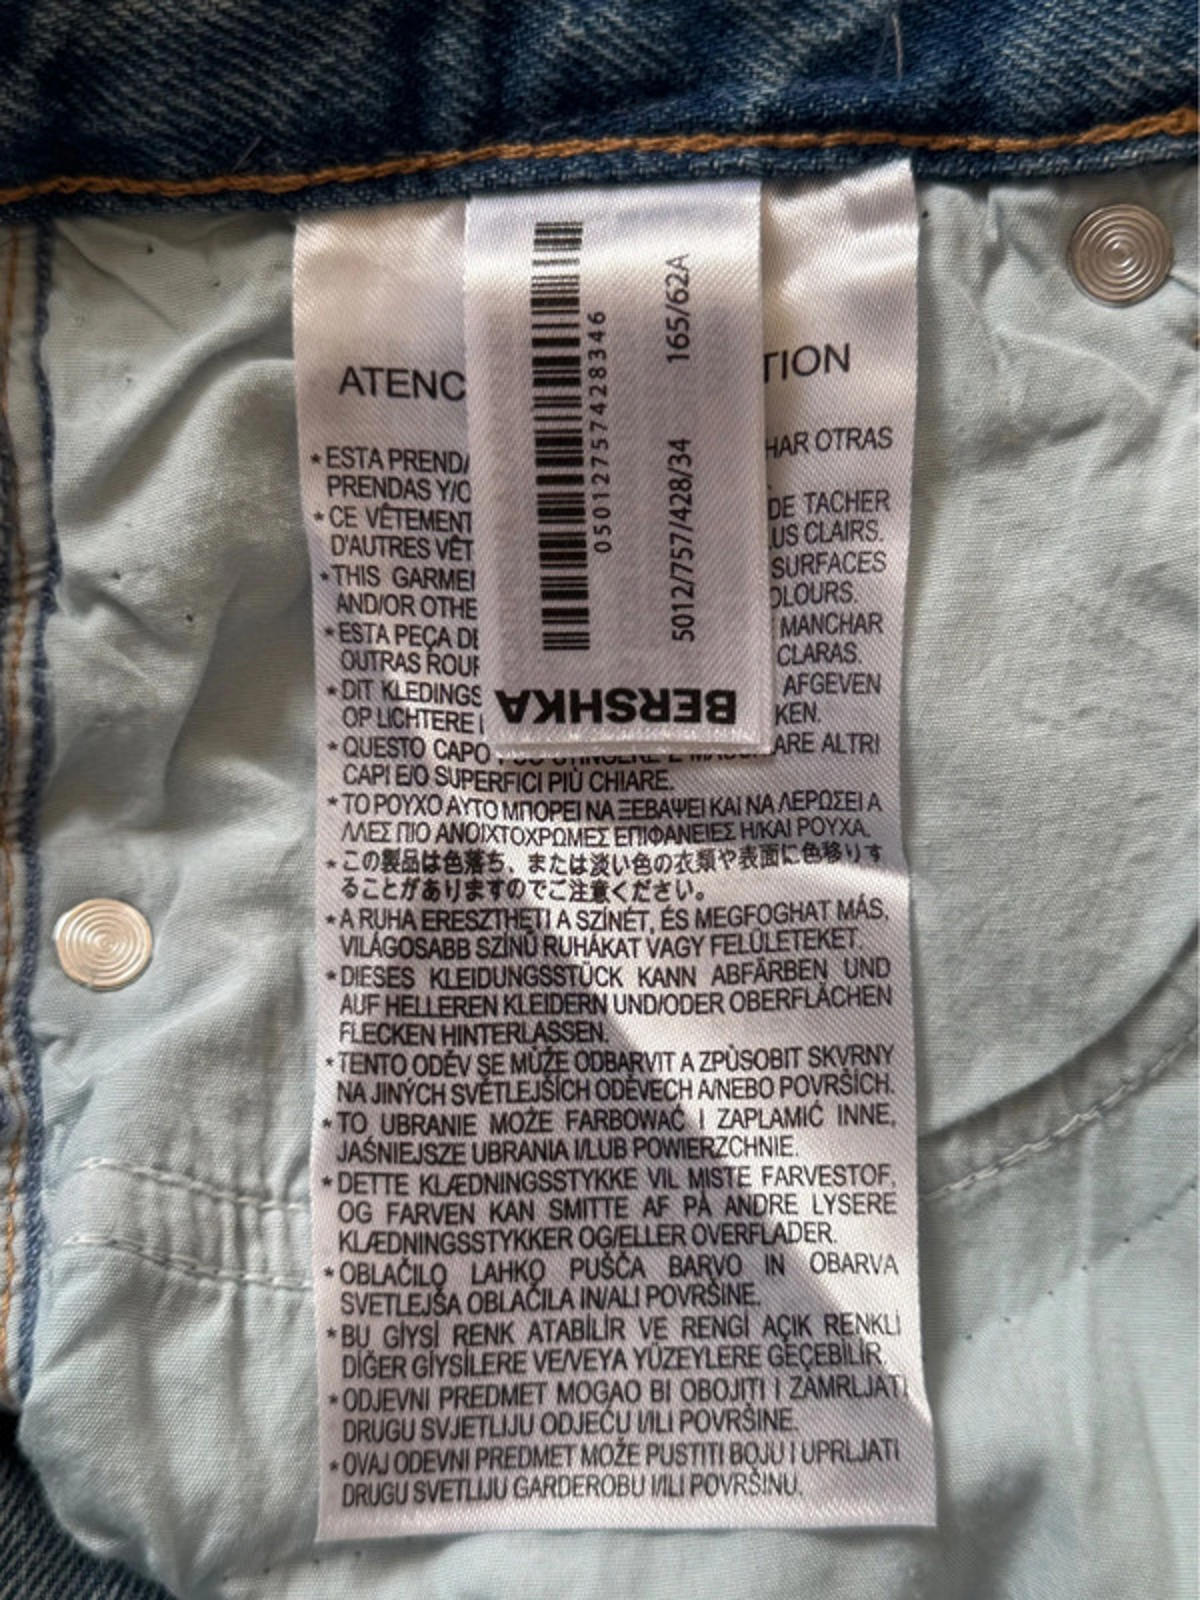 05012757428346
165/62A
5012/757/428/34
BERSHKA
ATENC TION
*ESTA PREND HAR OTRAS
PRENDAS Y/O
*CE VÊTEMENT DE TACHER
D'AUTRES VÊT US CLAIRS.
*THIS GARME SURFACES
AND/OR OTHE OLOURS.
*ESTA PEÇA DE MANCHAR
OUTRAS ROUP CLARAS.
*DIT KLEDINGS AFGEVEN
OP LICHTERE KEN.
*QUESTO CAPO ARE ALTRI
CAPI E/O SUPERFICI PIÙ CHIARE.
*ΤΟ ΡΟΥΧΟ ΑΥΤΟ ΜΠΟΡΕΙ ΝΑ ΞΕΒΑΨΕΙ ΚΑΙ ΝΑ ΛΕΡΩΣΕΙ Α
ΛΛΕΣ ΠΙΟ ΑΝΟΙΧΤΟΧΡΩΜΕΣ ΕΠΙΦΑΝΕΙΕΣ Η/ΚΑΙ ΡΟΥΧΑ.
*この製品は色落ち、または淡い色の衣類や表面に色移りす
ることがありますのでご注意ください。
*A RUHA ERESZTHETI A SZÍNÉT, ÉS MEGFOGHAT MÁS,
VILÁGOSABB SZÍNŰ RUHÁKAT VAGY FELÜLETEKET.
*DIESES KLEIDUNGSSTÜCK KANN ABFÄRBEN UND
AUF HELLEREN KLEIDERN UND/ODER OBERFLÄCHEN
FLECKEN HINTERLASSEN.
*TENTO ODĚV SE MŮŽE ODBARVIT A ZPŮSOBIT SKVRNY
NA JINÝCH SVĚTLEJŠÍCH ODĚVECH A/NEBO POVRŠÍCH.
*TO UBRANIE MOŻE FARBOWAĆ I ZAPLAMIĆ INNE,
JAŚNIEJSZE UBRANIA I/LUB POWIERZCHNIE.
*DETTE KLÆDNINGSSTYKKE VIL MISTE FARVESTOF,
OG FARVEN KAN SMITTE AF PÅ ANDRE LYSERE
KLÆDNINGSSTYKKER OG/ELLER OVERFLADER.
*OBLAČILO LAHKO PUŠČA BARVO IN OBARVA
SVETLEJŠA OBLAČILA IN/ALI POVRŠINE.
*BU GİYSİ RENK ATABİLİR VE RENGİ AÇIK RENKLİ
DİĞER GİYSİLERE VE/VEYA YÜZEYLERE GEÇEBİLİR.
*ODJEVNI PREDMET MOGAO BI OBOJITI I ZAMRLJATI
DRUGU SVJETLIJU ODJEĆU I/ILI POVRŠINE.
*OVAJ ODEVNI PREDMET MOŽE PUSTITI BOJU I UPRLJATI
DRUGU SVETLIJU GARDEROBU I/ILI POVRŠINU.